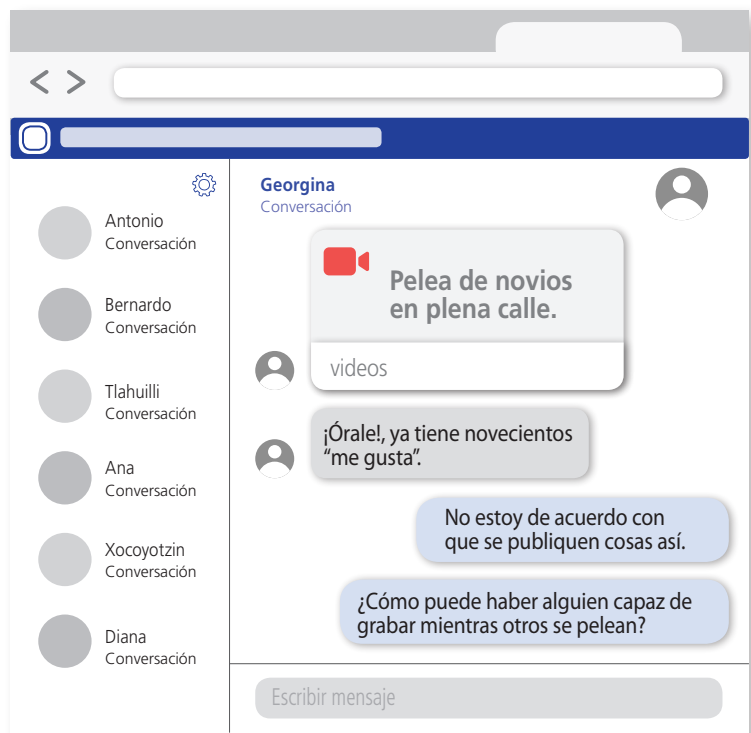 Antonio
Conversación
Bernardo
Conversación
Tlahuilli
Conversación
Ana
Conversación
Xocoyotzin
Conversación
Diana
Conversación
Georgina
Conversación
Pelea de novios
en plena calle.
videos
¡Órale!, ya tiene novecientos
“me gusta”.
No estoy de acuerdo con
que se publiquen cosas así.
¿Cómo puede haber alguien capaz de
grabar mientras otros se pelean?
Escribir mensaje